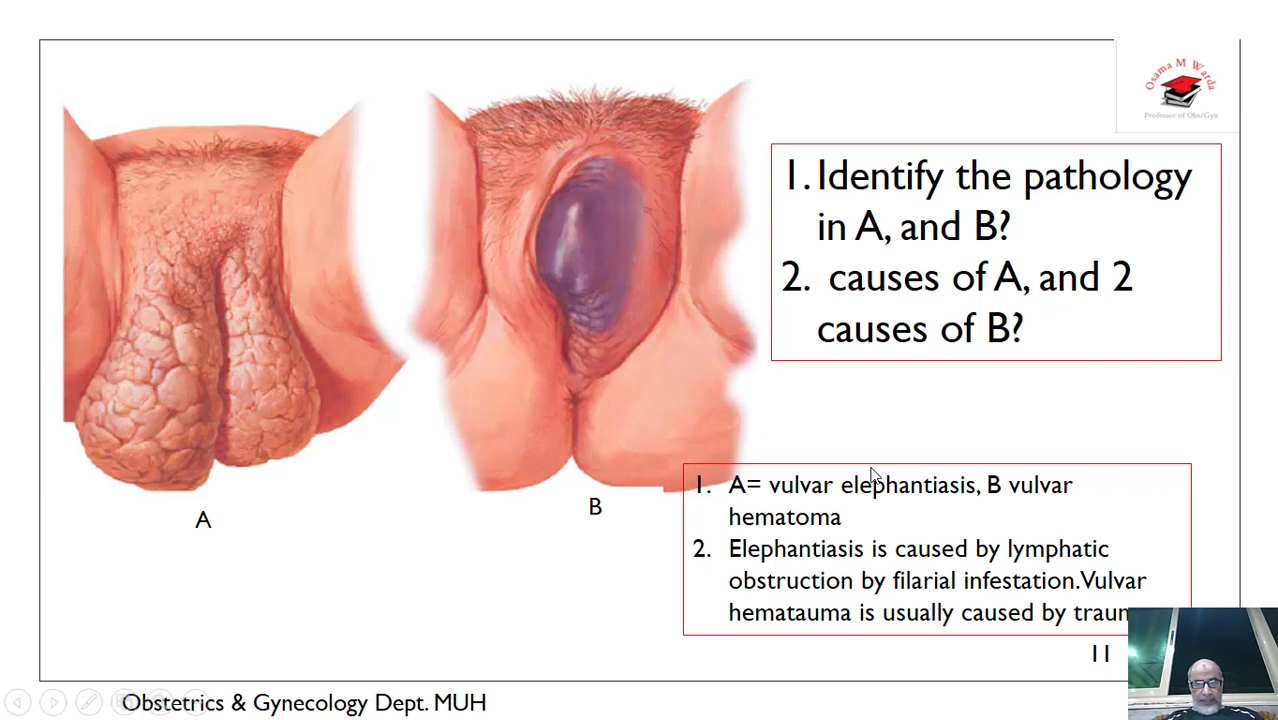 Osama M Warda
Professor of Obs/Gyn
1. Identify the pathology
in A, and B?
2. causes of A, and 2
causes of B?
A
B
1. A= vulvar elephantiasis, B vulvar
hematoma
2. Elephantiasis is caused by lymphatic
obstruction by filarial infestation.Vulvar
hematauma is usually caused by
11
Obstetrics & Gynecology Dept. MUH